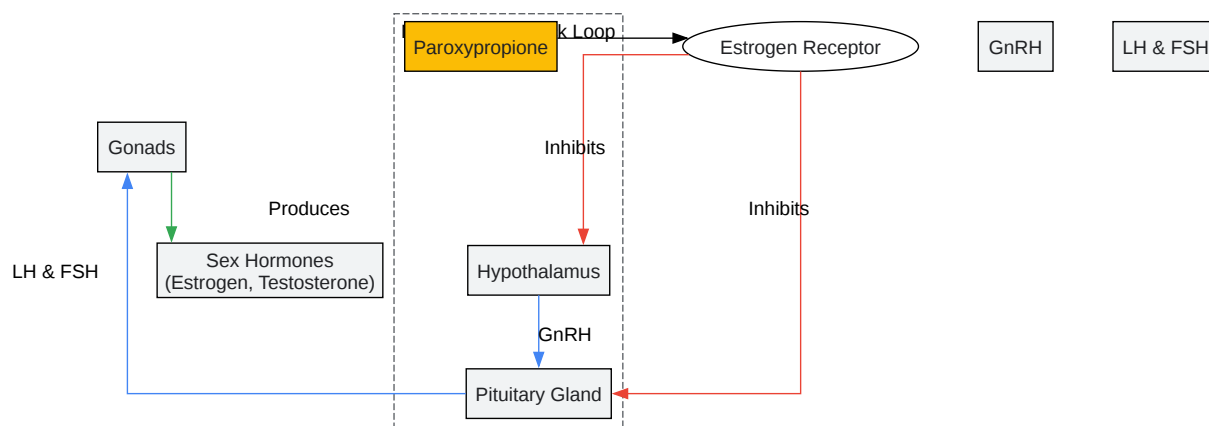 k Loop
Paroxypropione
Estrogen Receptor
GnRH
LH & FSH
Gonads
Inhibits
Produces
Inhibits
Sex Hormones
(Estrogen, Testosterone)
LH & FSH
Hypothalamus
GnRH
Pituitary Gland